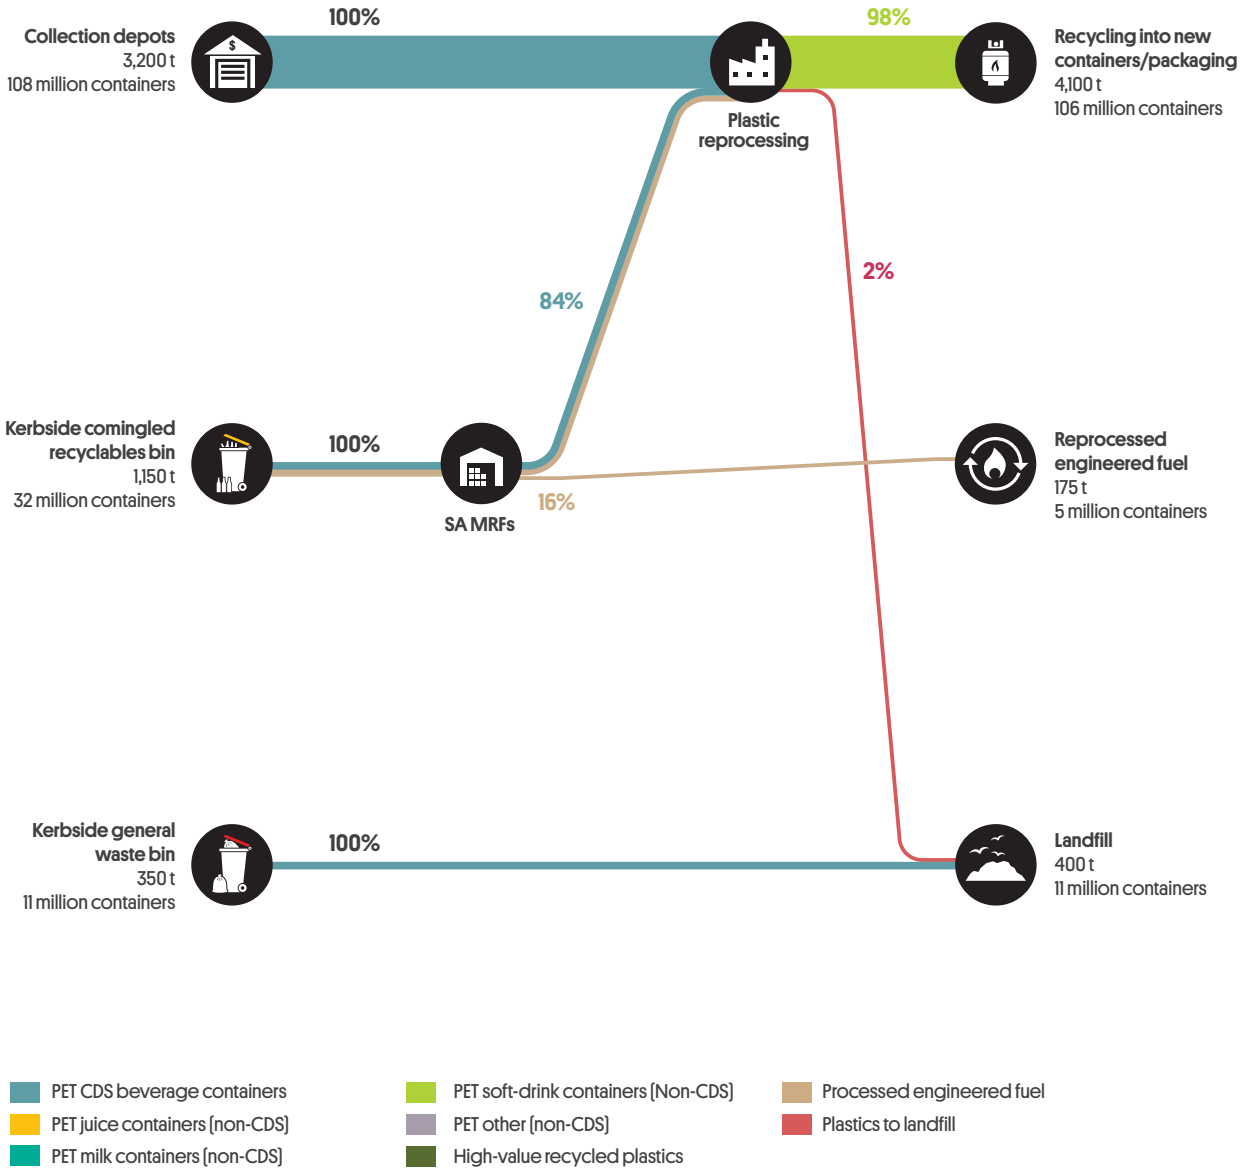 100%
98%
Collection depots
3,200 t
108 million containers
$
Recycling into new
containers/packaging
4,100 t
106 million containers
Plastic
reprocessing
2%
84%
Kerbside comingled
recyclables bin
1,150 t
32 million containers
100%
SA MRFs
16%
Reprocessed
engineered fuel
175 t
5 million containers
Kerbside general
waste bin
350 t
11 million containers
100%
Landfill
400 t
11 million containers
PET CDS beverage containers
PET juice containers (non-CDS)
PET milk containers (non-CDS)
PET soft-drink containers (Non-CDS)
PET other (non-CDS)
High-value recycled plastics
Processed engineered fuel
Plastics to landfill